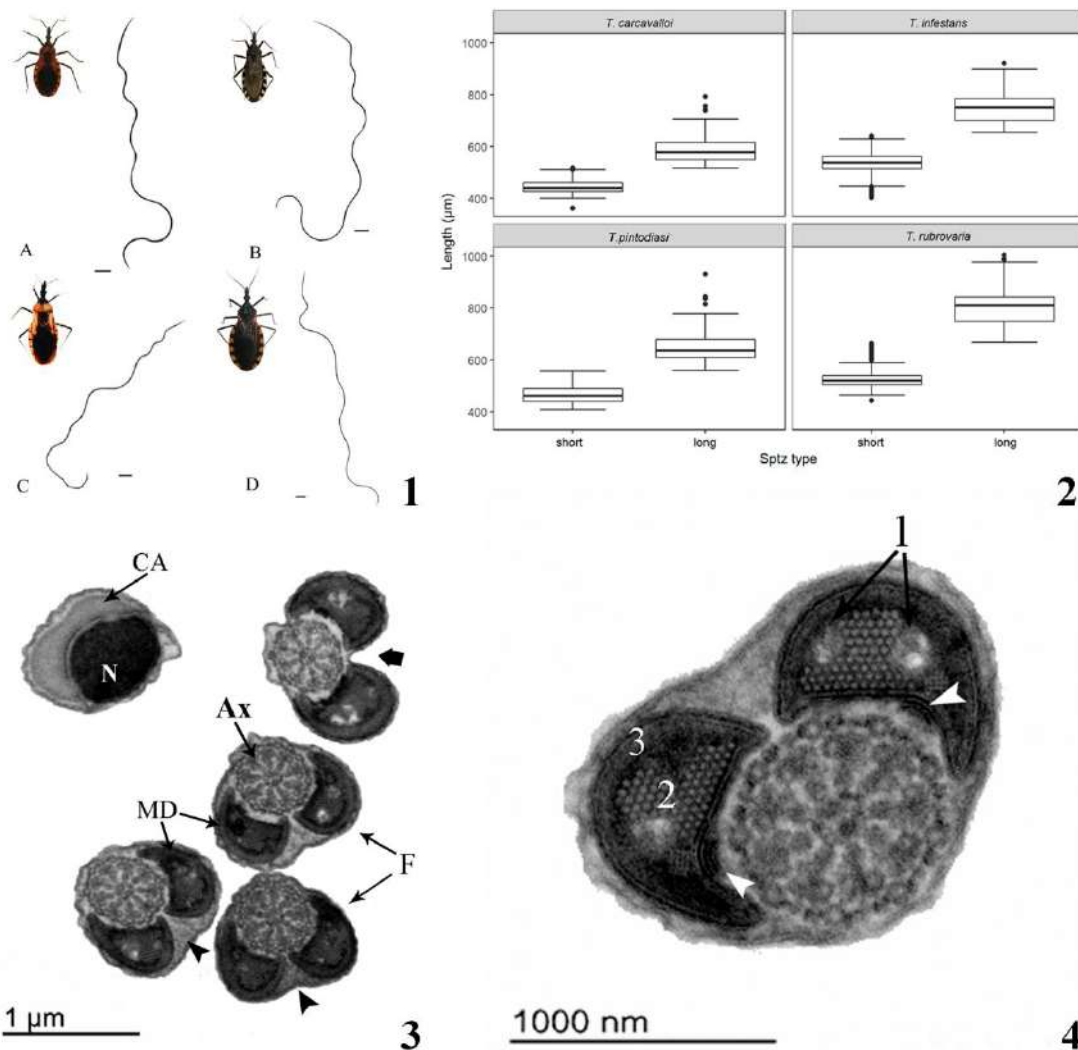 A
B
C
D
1
T. carcavalloi
T. infestans
T.pintodiasi
T. rubrovaria
1000
800
600
400
1000
800
600
400
Length (µm)
short
long
short
long
Sptz type
2
CA
N
Ax
MD
F
1 µm
3
1
3
2
1000 nm
4